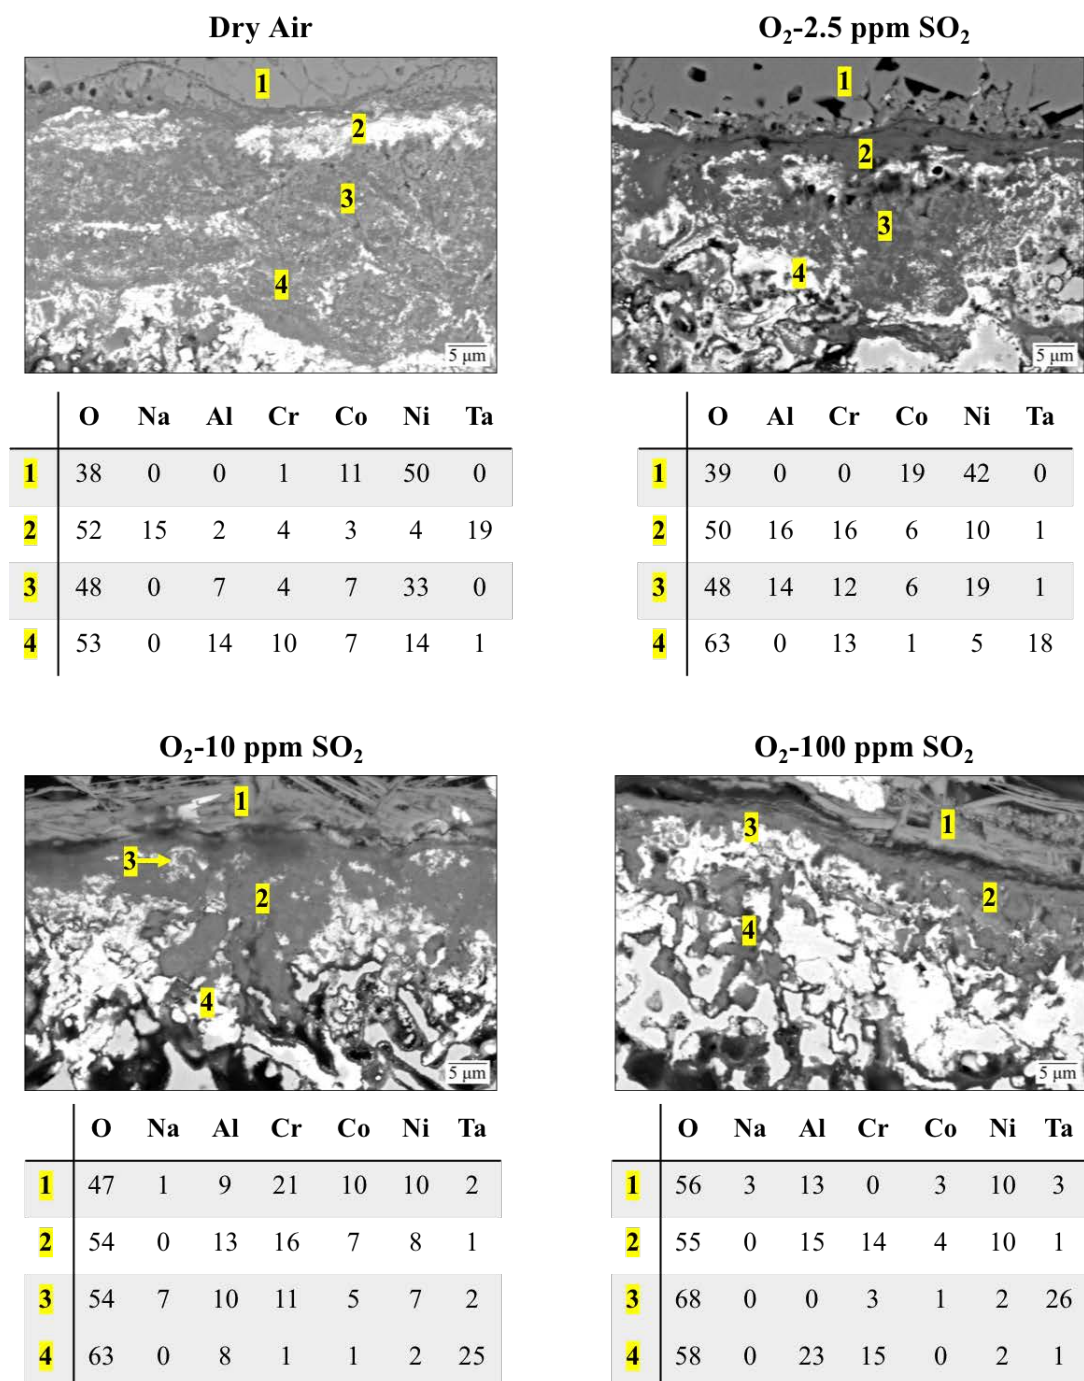 Dry Air
1
2
3
4
5 μm
O Na Al Cr Co Ni Ta
1 38 0 0 1 11 50 0
2 52 15 2 4 3 4 19
3 48 0 7 4 7 33 0
4 53 0 14 10 7 14 1
O₂-2.5 ppm SO₂
1
2
3
4
5 μm
O Al Cr Co Ni Ta
1 39 0 0 19 42 0
2 50 16 16 6 10 1
3 48 14 12 6 19 1
4 63 0 13 1 5 18
O₂-10 ppm SO₂
1
3
2
4
5 μm
O Na Al Cr Co Ni Ta
1 47 1 9 21 10 10 2
2 54 0 13 16 7 8 1
3 54 7 10 11 5 7 2
4 63 0 8 1 1 2 25
O₂-100 ppm SO₂
3
1
2
4
5 μm
O Na Al Cr Co Ni Ta
1 56 3 13 0 3 10 3
2 55 0 15 14 4 10 1
3 68 0 0 3 1 2 26
4 58 0 23 15 0 2 1